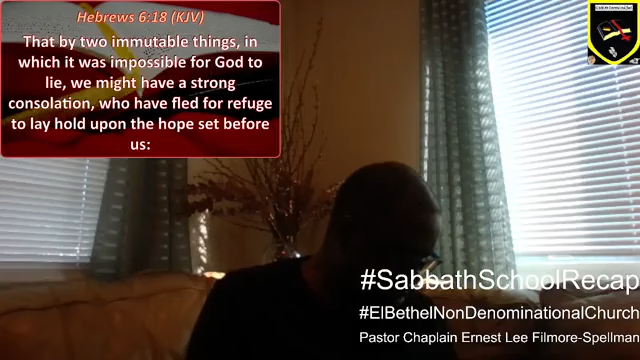 Hebrews 6:18 (KJV)
That by two immutable things, in
which it was impossible for God to
lie, we might have a strong
consolation, who have fled for refuge
to lay hold upon the hope set before
us:
#SabbathSchoolRecap
#ElBethelNonDenominationalChurch
Pastor Chaplain Ernest Lee Filmore-Spellman